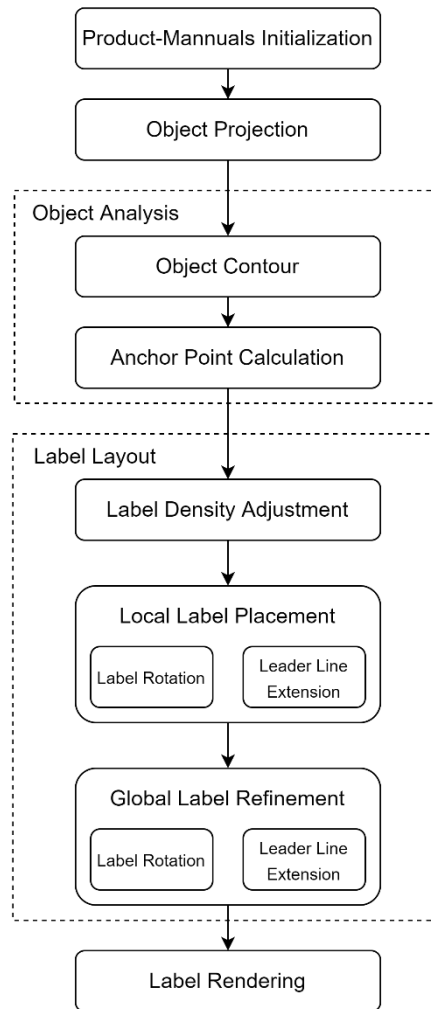 Product-Mannuals Initialization
Object Projection
Object Analysis
Object Contour
Anchor Point Calculation
Label Layout
Label Density Adjustment
Local Label Placement
Label Rotation
Leader Line
Extension
Global Label Refinement
Label Rotation
Leader Line
Extension
Label Rendering